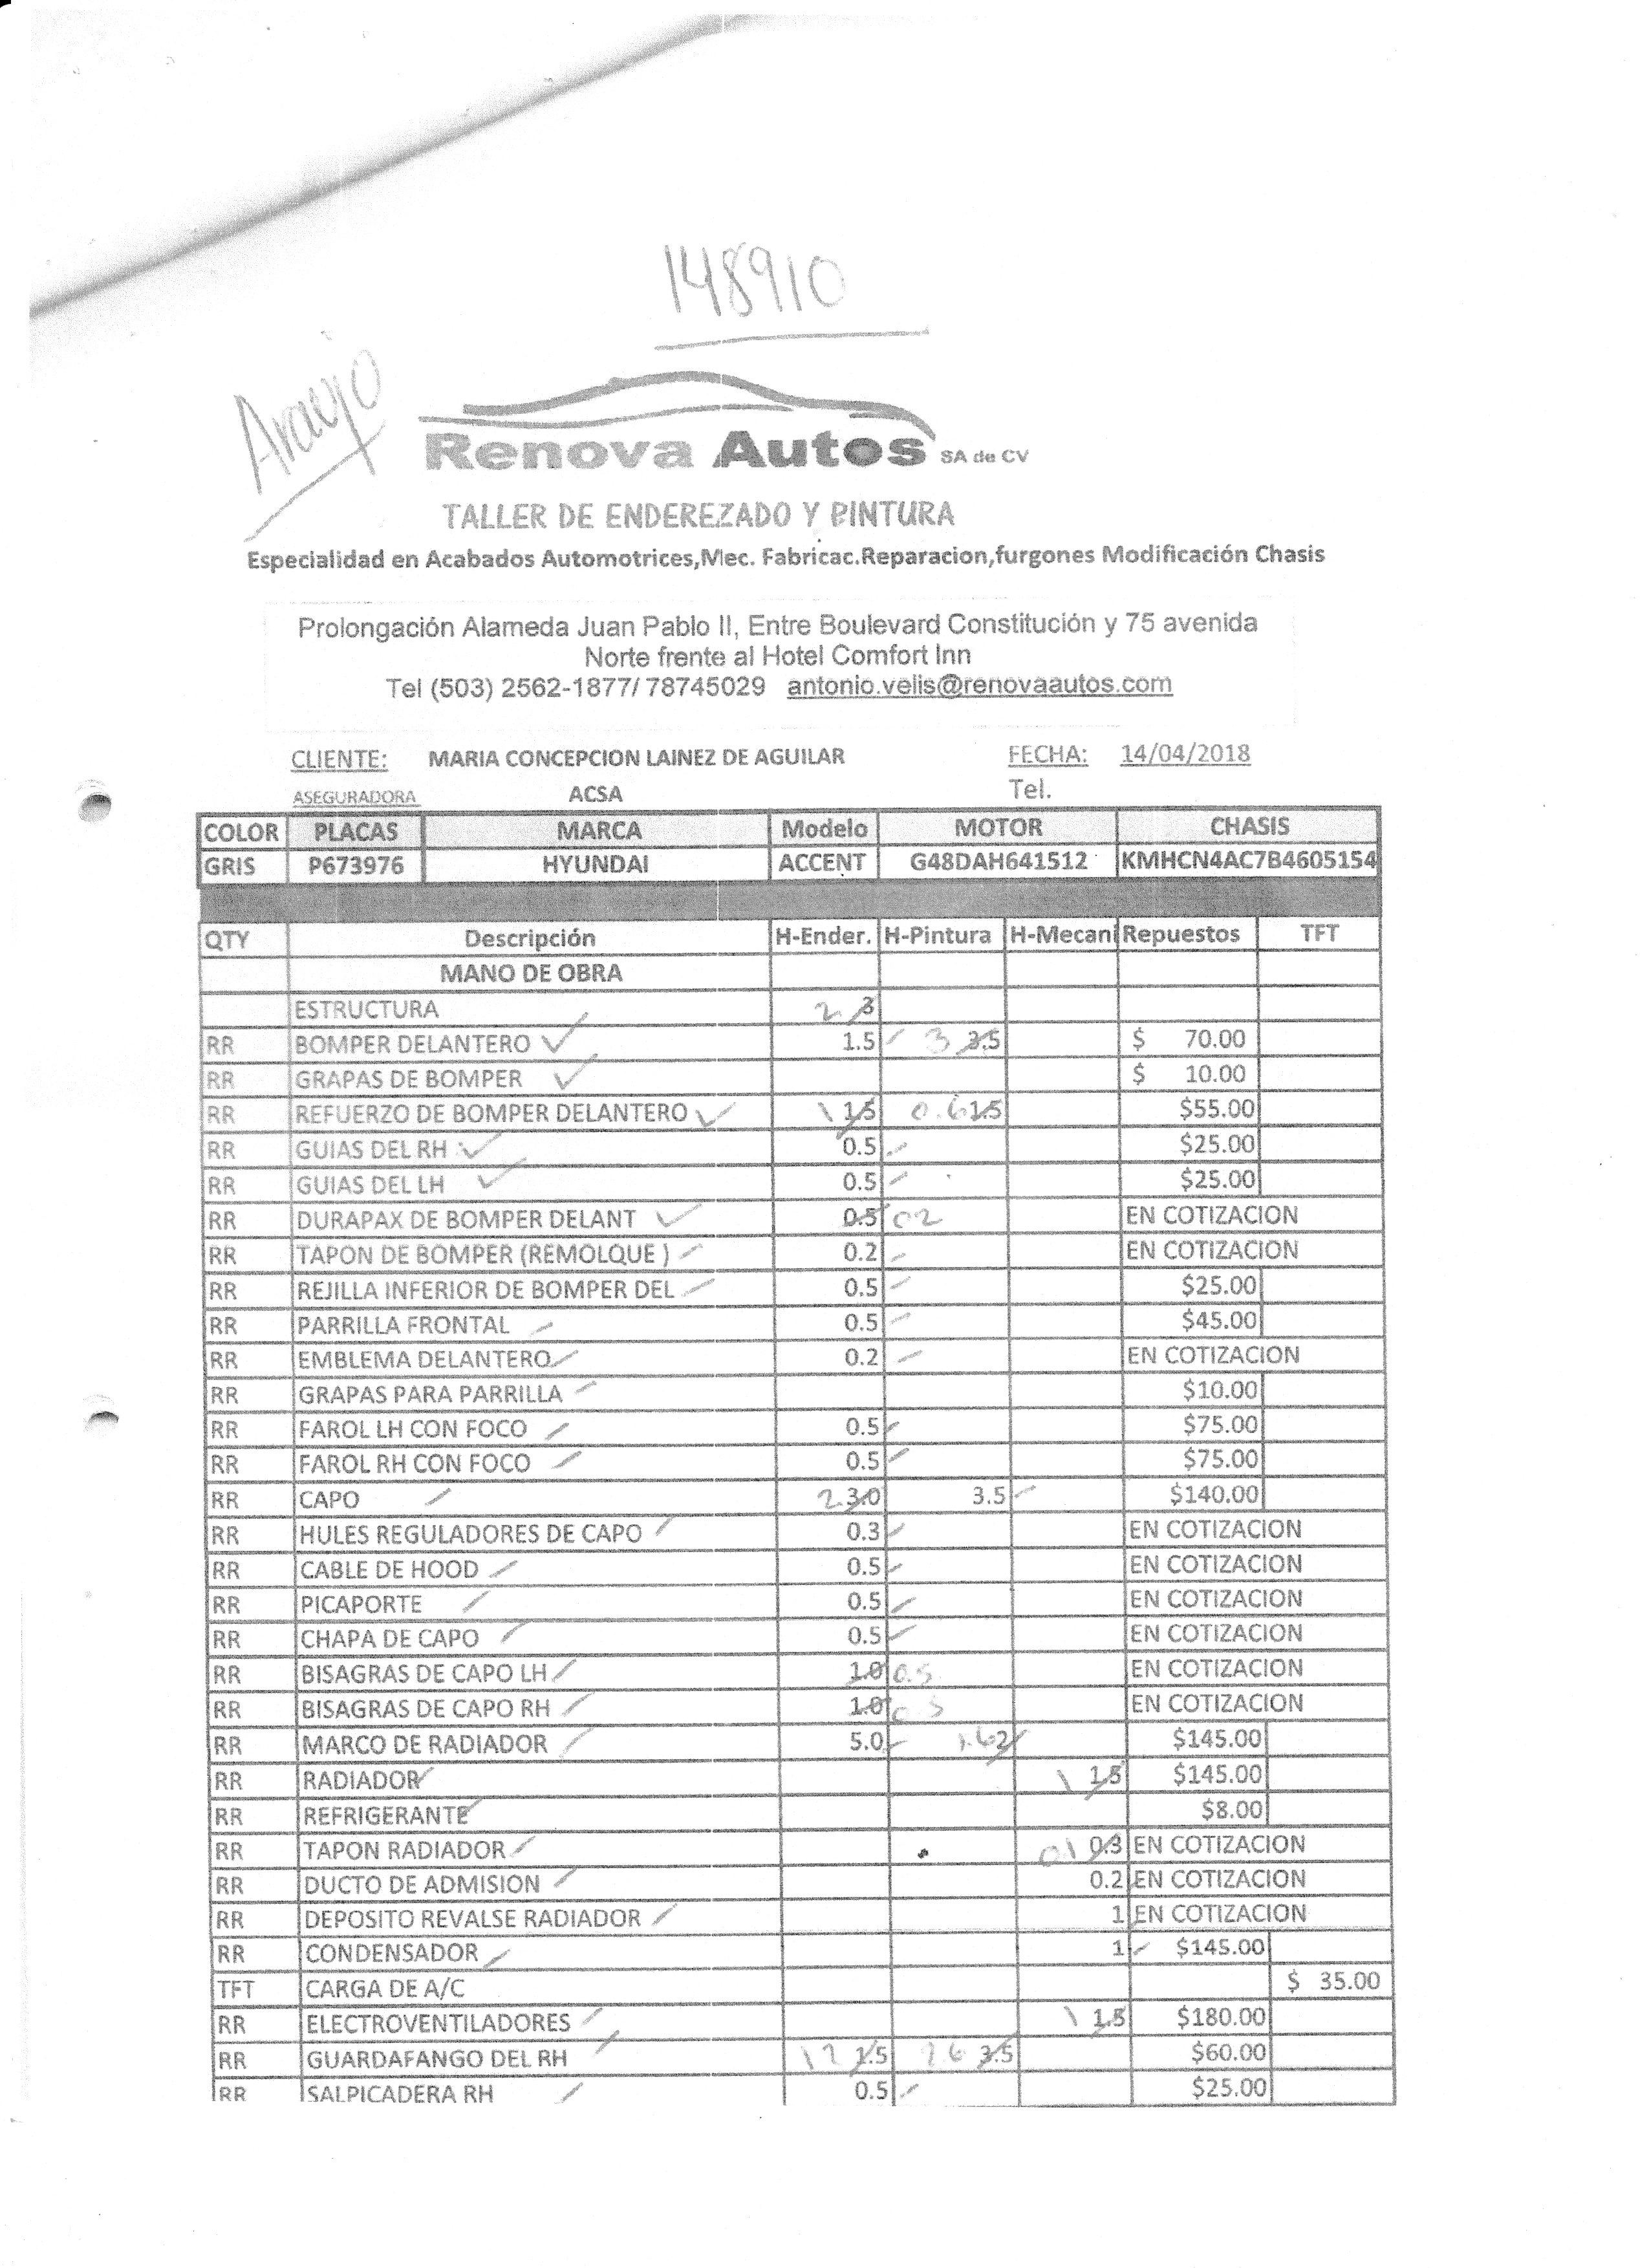 148910
Araujo
Renova Autos SA de CV
TALLER DE ENDEREZADO Y PINTURA
Especialidad en Acabados Automotrices,Mec. Fabricac.Reparacion,furgones Modificación Chasis
Prolongación Alameda Juan Pablo II, Entre Boulevard Constitución y 75 avenida
Norte frente al Hotel Comfort Inn
Tel (503) 2562-1877/ 78745029 antonio.velis@renovaautos.com
CLIENTE: MARIA CONCEPCION LAINEZ DE AGUILAR FECHA: 14/04/2018
ASEGURADORA ACSA Tel.
COLOR PLACAS MARCA Modelo MOTOR CHASIS
GRIS P673976 HYUNDAI ACCENT G48DAH641512 KMHCN4AC7B4605154
QTY Descripción H-Ender. H-Pintura H-Mecani Repuestos TFT
MANO DE OBRA
ESTRUCTURA 2. 3
RR BOMPER DELANTERO 1.5 3 3.5 $ 70.00
RR GRAPAS DE BOMPER $ 10.00
RR REFUERZO DE BOMPER DELANTERO 1 1.5 0.6 1.5 $55.00
RR GUIAS DEL RH 0.5 $25.00
RR GUIAS DEL LH 0.5 $25.00
RR DURAPAX DE BOMPER DELANT 0.5 02 EN COTIZACION
RR TAPON DE BOMPER (REMOLQUE ) 0.2 EN COTIZACION
RR REJILLA INFERIOR DE BOMPER DEL 0.5 $25.00
RR PARRILLA FRONTAL 0.5 $45.00
RR EMBLEMA DELANTERO 0.2 EN COTIZACION
RR GRAPAS PARA PARRILLA $10.00
RR FAROL LH CON FOCO 0.5 $75.00
RR FAROL RH CON FOCO 0.5 $75.00
RR CAPO 2. 3.0 3.5 $140.00
RR HULES REGULADORES DE CAPO 0.3 EN COTIZACION
RR CABLE DE HOOD 0.5 EN COTIZACION
RR PICAPORTE 0.5 EN COTIZACION
RR CHAPA DE CAPO 0.5 EN COTIZACION
RR BISAGRAS DE CAPO LH 1.0 0.5 EN COTIZACION
RR BISAGRAS DE CAPO RH 1.0 EN COTIZACION
RR MARCO DE RADIADOR 5.0 1.6 2 $145.00
RR RADIADOR 1 1.5 $145.00
RR REFRIGERANTE $8.00
RR TAPON RADIADOR 01 0.3 EN COTIZACION
RR DUCTO DE ADMISION 0.2 EN COTIZACION
RR DEPOSITO REVALSE RADIADOR 1 EN COTIZACION
RR CONDENSADOR 1 $145.00
TFT CARGA DE A/C $ 35.00
RR ELECTROVENTILADORES 1 1.5 $180.00
RR GUARDAFANGO DEL RH 12 1.5 3.5 $60.00
RR SALPICADERA RH 0.5 $25.00